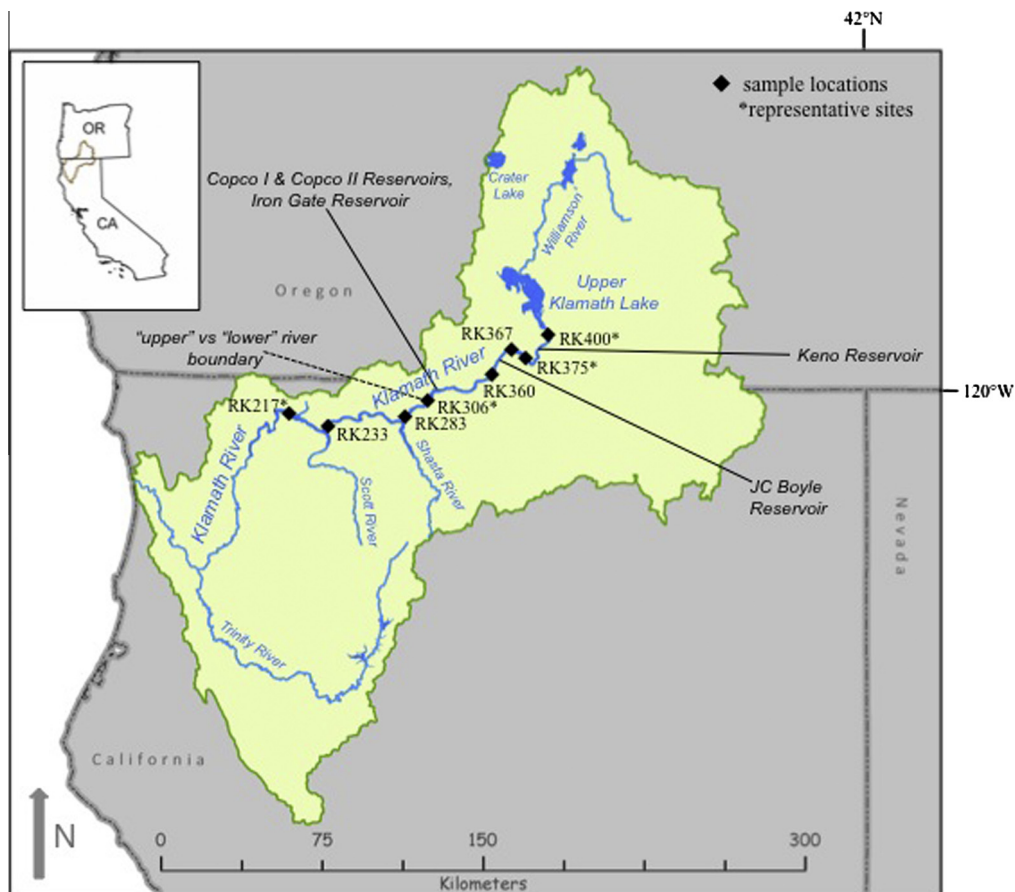 42°N
sample locations
*representative sites
OR
CA
Copco I & Copco II Reservoirs,
Iron Gate Reservoir
Crater
Lake
Williamson
River
Oregon
Upper
Klamath Lake
"upper" vs "lower" river
boundary
RK367
RK400*
Keno Reservoir
RK375*
Klamath River
RK360
120°W
RK217*
RK306*
RK283
RK233
Klamath River
Shasta River
Scott River
JC Boyle
Reservoir
Nevada
Trinity River
California
N
0
75
150
300
Kilometers